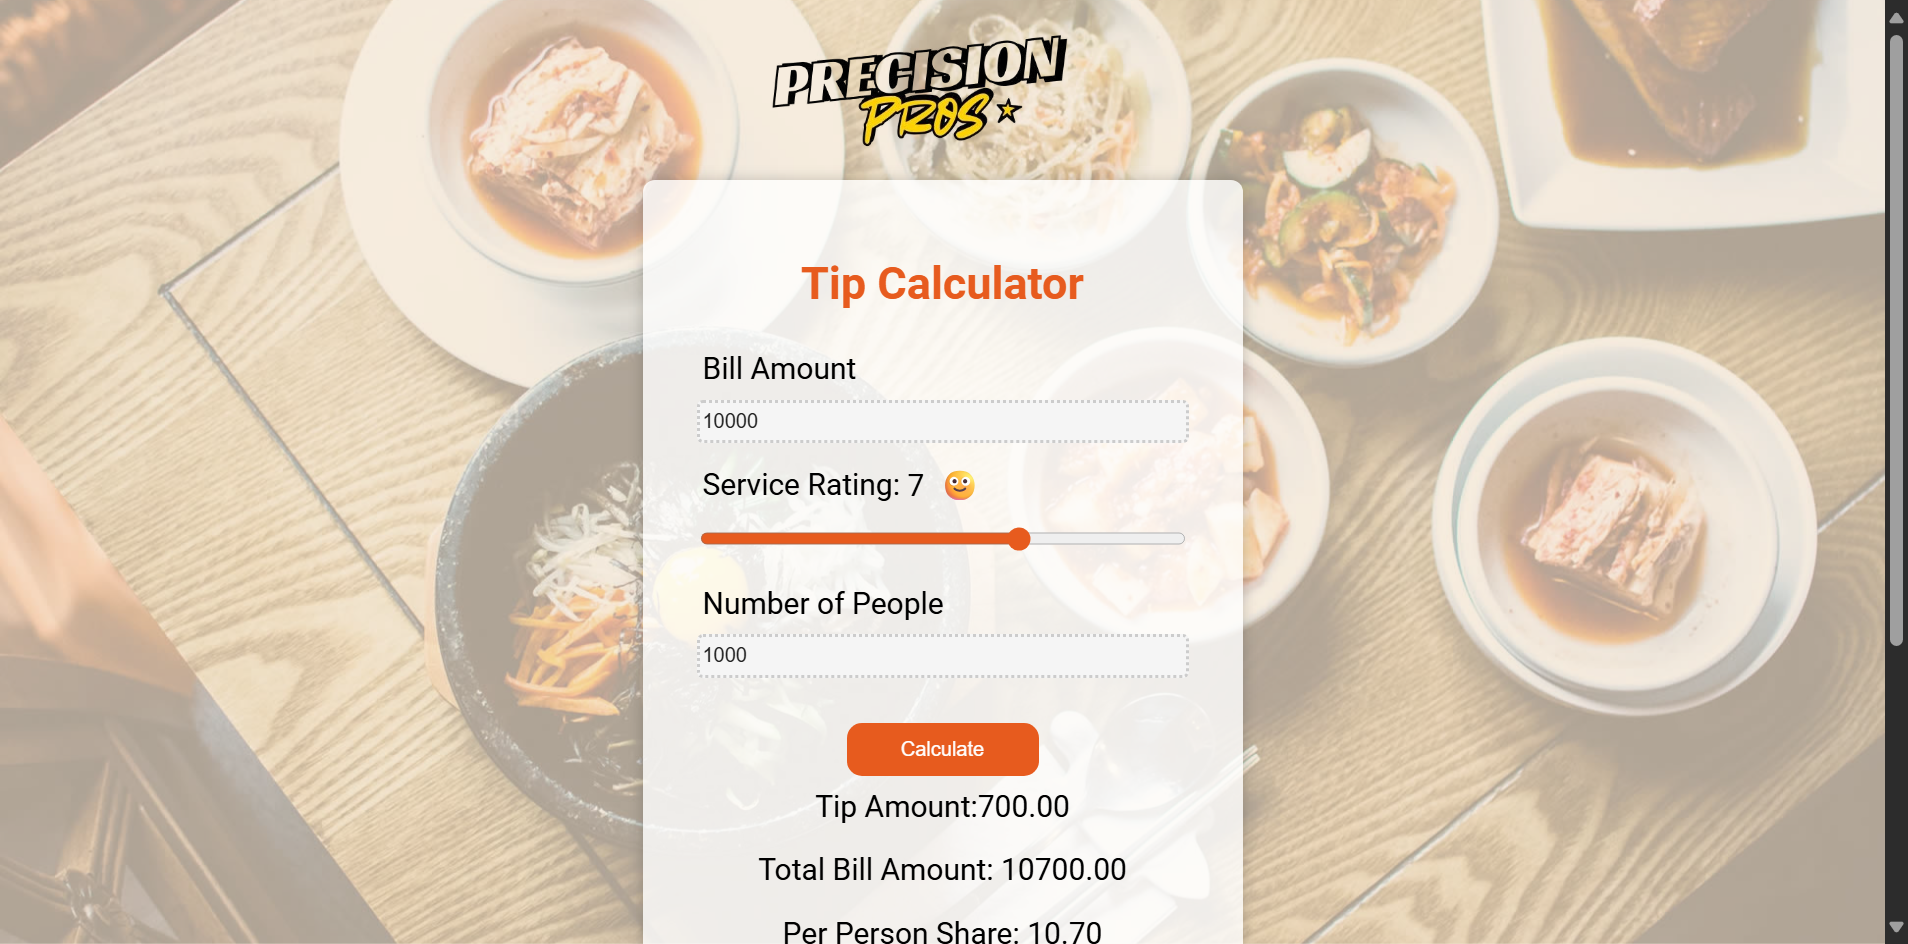 PRECISION
PROS
Tip Calculator
Bill Amount
10000
Service Rating: 7
Number of People
1000
Calculate
Tip Amount:700.00
Total Bill Amount: 10700.00
Per Person Share: 10.70